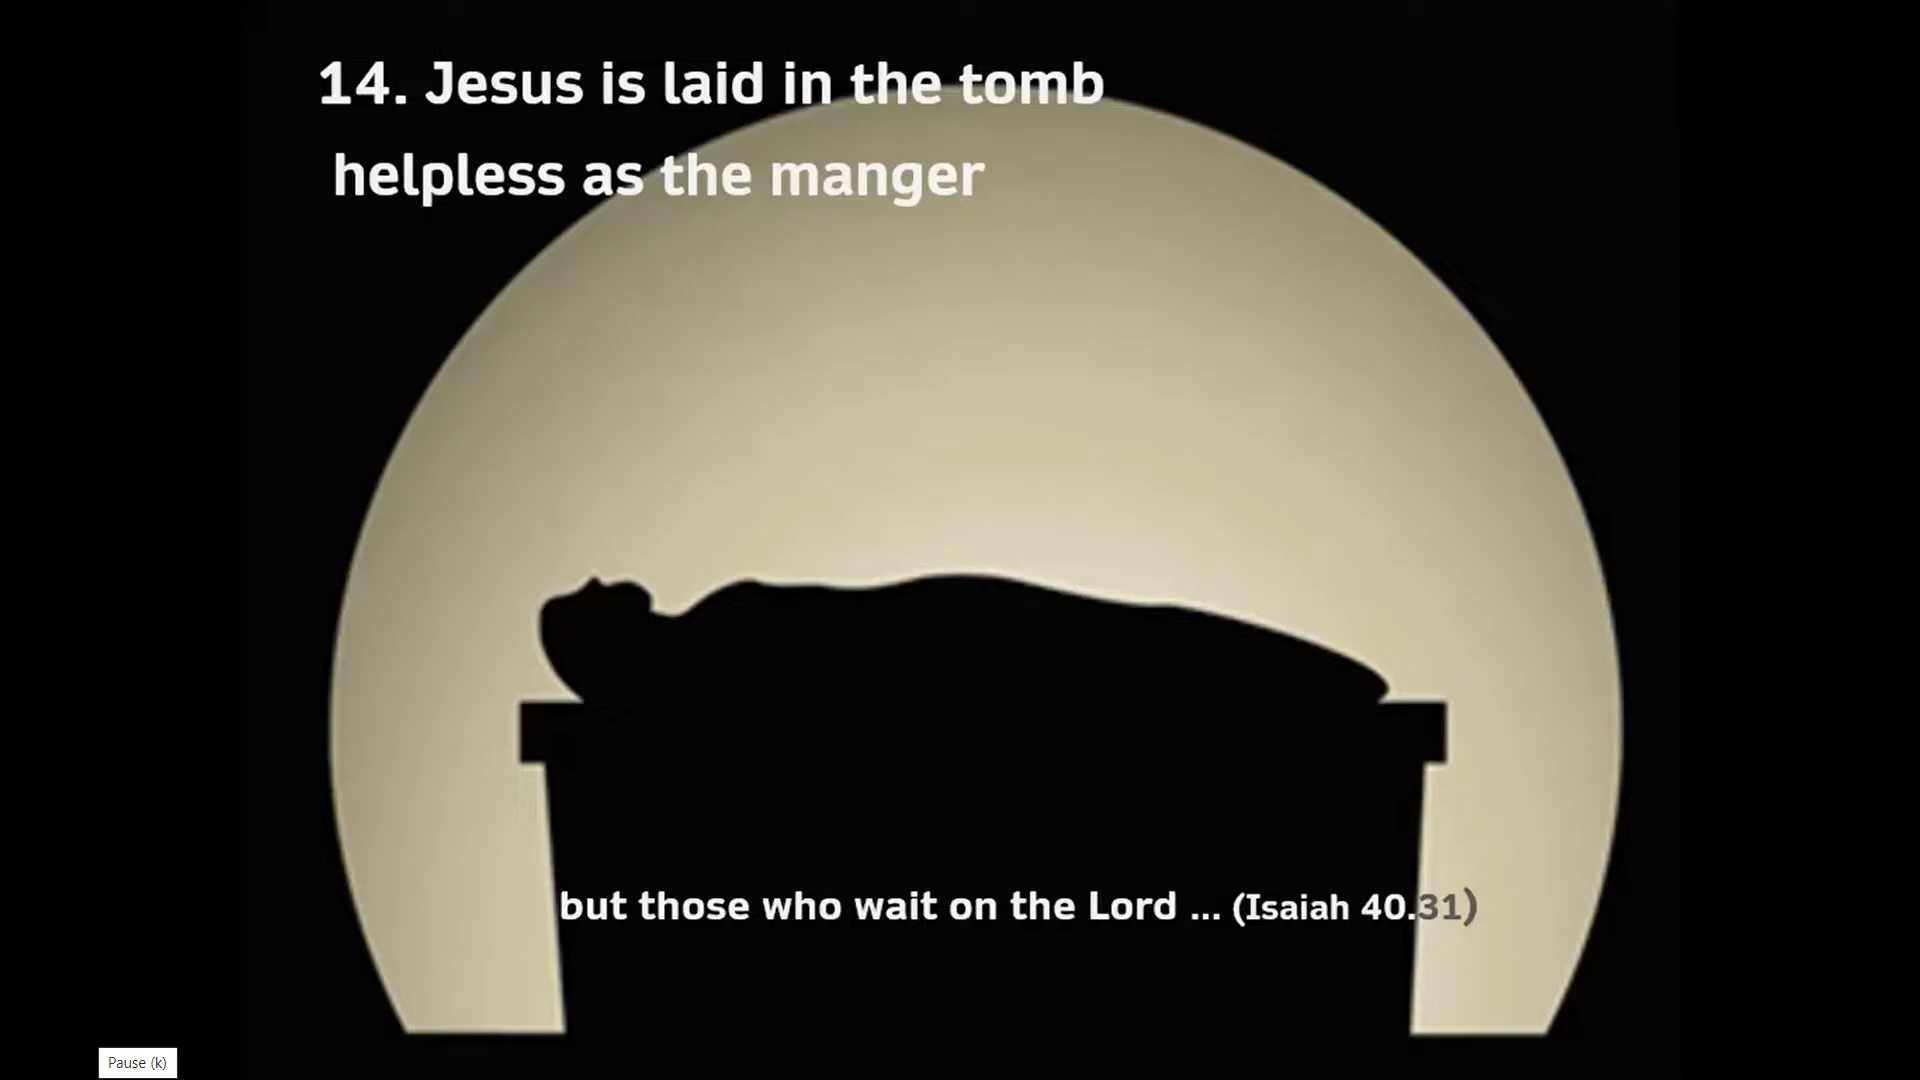 14. Jesus is laid in the tomb
helpless as the manger
but those who wait on the Lord ... (Isaiah 40.31)
Pause (k)